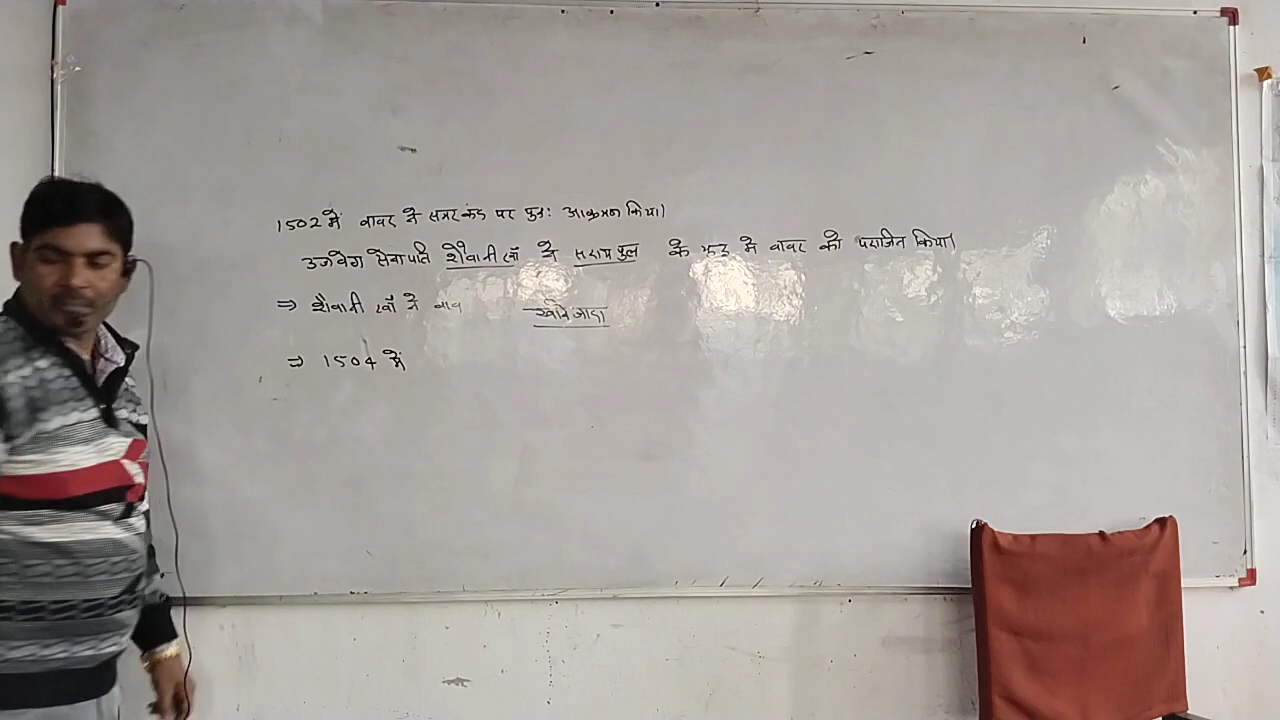 1502 में बाबर ने समरकंद पर पुन: आक्रमण किया।
उजबेग सेनापति शैबानी खाँ ने सराय पुल के युद्ध में बाबर को पराजित किया।
⇒ शैबानी खाँ ने बाब खानेजादा
⇒ 1504 में